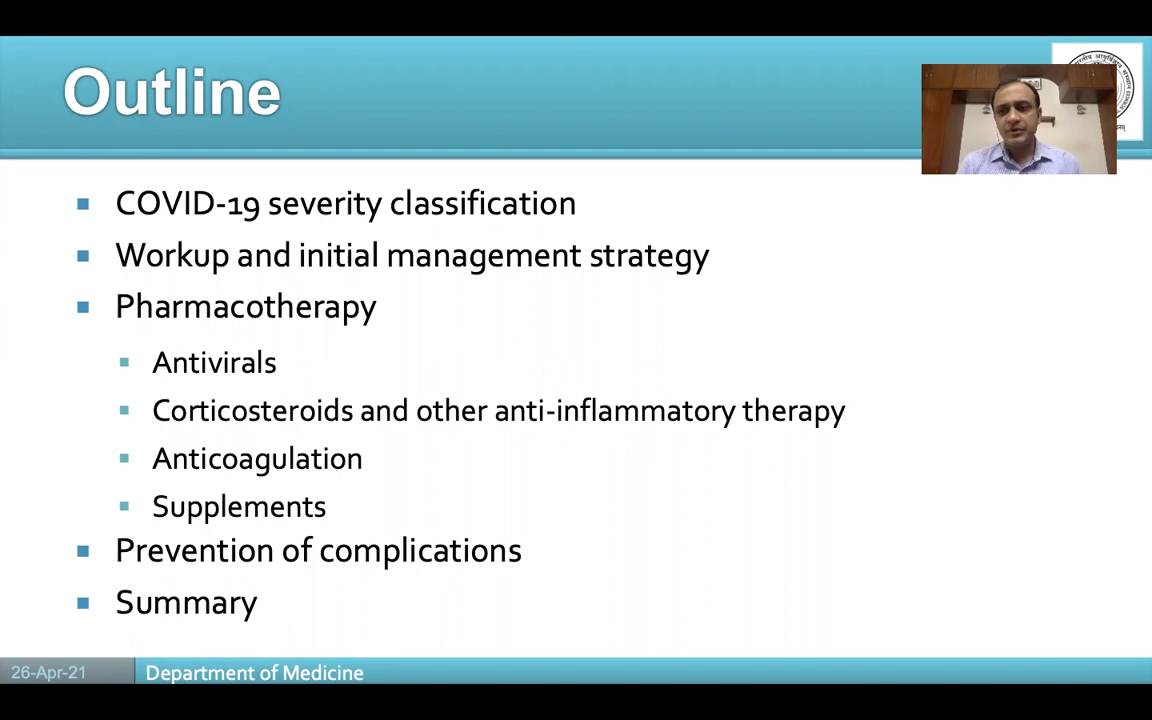 Outline
COVID-19 severity classification
Workup and initial management strategy
Pharmacotherapy
Antivirals
Corticosteroids and other anti-inflammatory therapy
Anticoagulation
Supplements
Prevention of complications
Summary
26-Apr-21
Department of Medicine